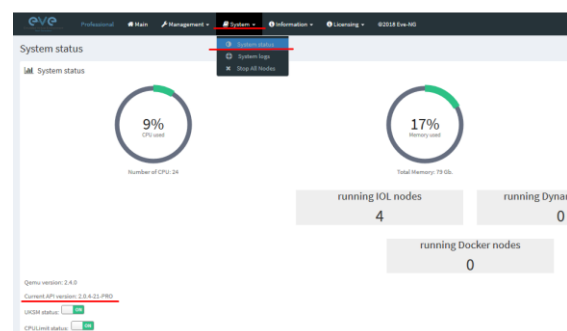 eve Professional Main Management System Information Licensing ©2018 Eve-NG
System status
System status
System logs
Stop All Nodes
System status
9%
CPU used
17%
Memory used
Number of CPU: 24
Total Memory: 79 Gb.
running IOL nodes
4
running Dynam
0
running Docker nodes
0
Qemu version: 2.4.0
Current API version: 2.0.4-21-PRO
UKSM status: ON
CPULimit status: ON